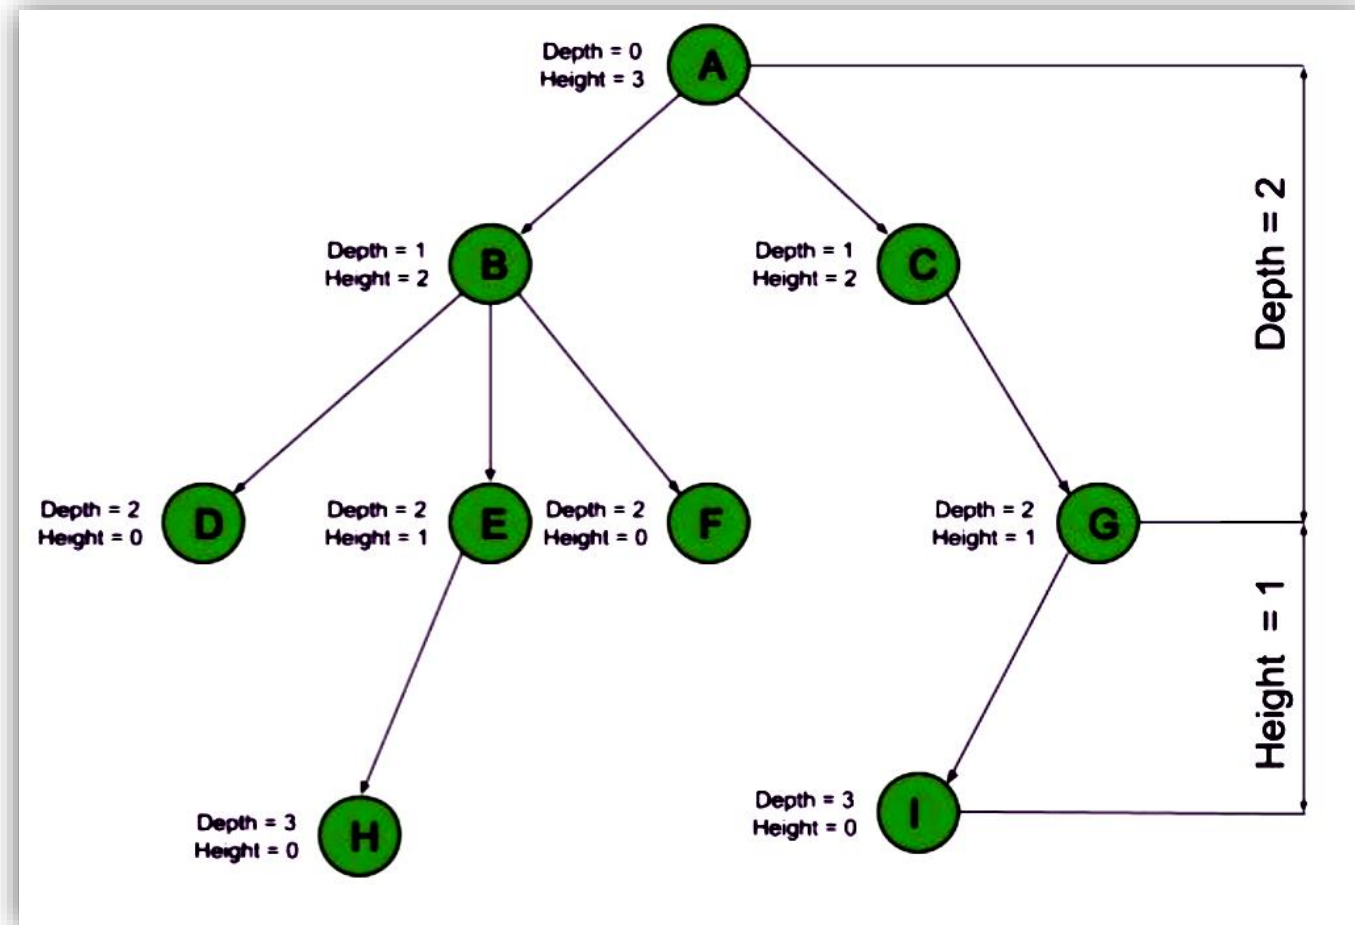 Depth = 0
Height = 3
A
Depth = 1
Height = 2
B
Depth = 1
Height = 2
C
Depth = 2
Depth = 2
Height = 0
D
Depth = 2
Height = 1
E
Depth = 2
Height = 0
F
Depth = 2
Height = 1
G
Height = 1
Depth = 3
Height = 0
H
Depth = 3
Height = 0
I